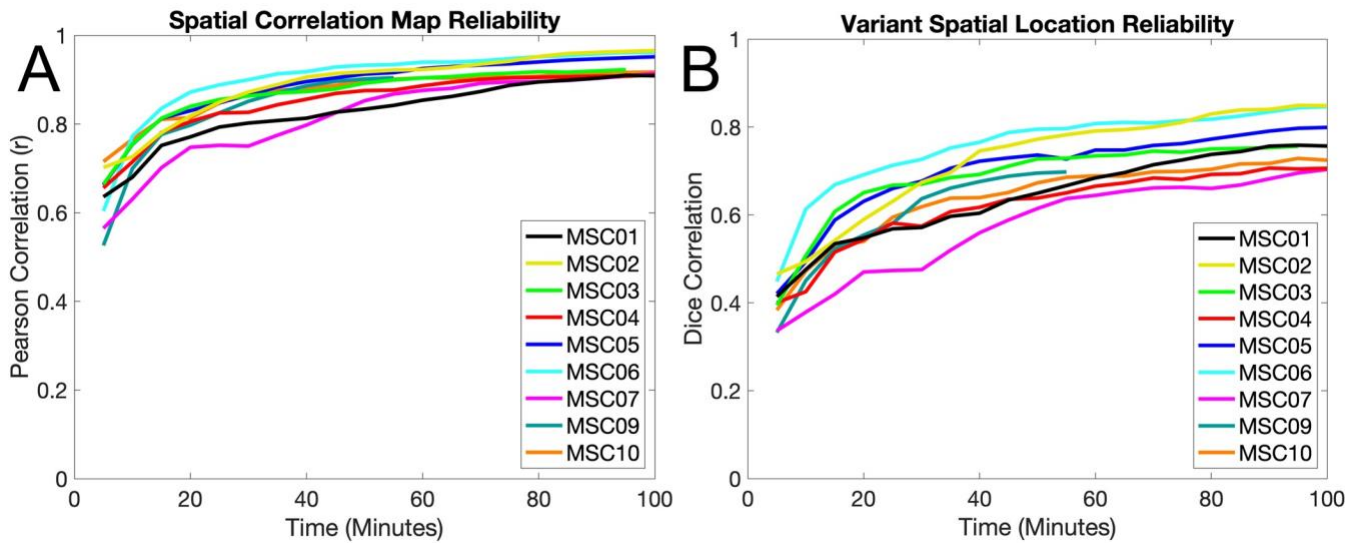 A
Spatial Correlation Map Reliability
Pearson Correlation (r)
1
0.8
0.6
0.4
0.2
0
0 20 40 60 80 100
Time (Minutes)
MSC01
MSC02
MSC03
MSC04
MSC05
MSC06
MSC07
MSC09
MSC10
B
Variant Spatial Location Reliability
Dice Correlation
1
0.8
0.6
0.4
0.2
0
0 20 40 60 80 100
Time (Minutes)
MSC01
MSC02
MSC03
MSC04
MSC05
MSC06
MSC07
MSC09
MSC10